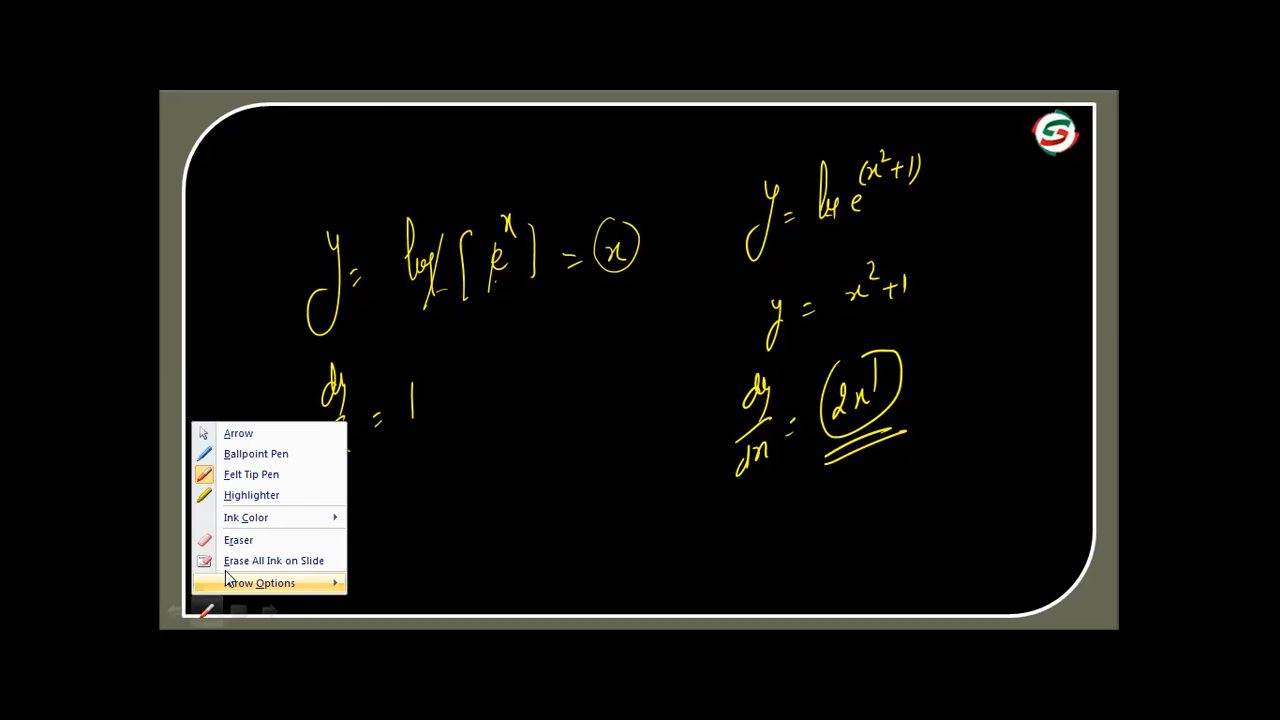 y = log [e^x] = x
dy = 1
y = log e^(x²+1)
y = x²+1
dy/dx = 2x
Arrow
Ballpoint Pen
Felt Tip Pen
Highlighter
Ink Color
Eraser
Erase All Ink on Slide
rrow Options